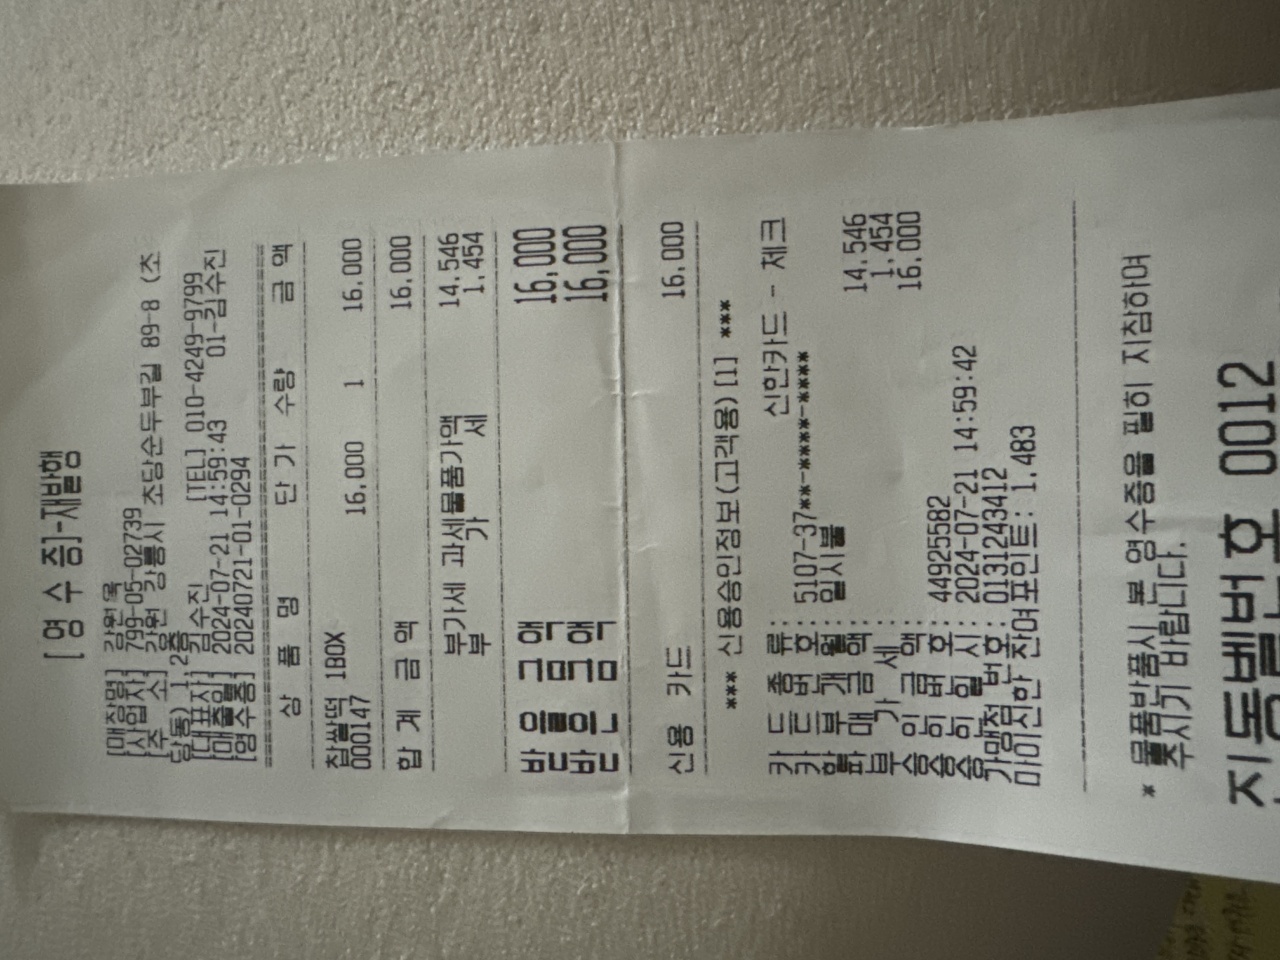 [영 수 증]-재발행
[매장명] 강원옥
[사업자] 799-05-02739
[주 소] 강원 강릉시 초당순두부길 89-8 (초
당동) 1,2층
[대표자] 김수진 [TEL] 010-4249-9799
[매출일] 2024-07-21 14:59:43 01-김수진
[영수증] 20240721-01-0294
상 품 명 단 가 수량 금 액
찹쌀떡 1BOX
000147 16,000 1 16,000
합 계 금 액 16,000
부가세 과세물품가액 14,546
부 가 세 1,454
받 을 금 액 16,000
받 은 금 액 16,000
신용 카드 16,000
*** 신용승인정보(고객용) [1] ***
카 드 종 류: 신한카드 - 체크
카 드 번 호: 5107-37**-****-****
할 부 개 월: 일시불
판 매 금 액: 14,546
부 가 세: 1,454
승 인 금 액: 16,000
승 인 번 호: 44925582
승 인 일 시: 2024-07-21 14:59:42
가맹점 번호: 0131243412
마이신한 잔여포인트: 1,483
* 물품반품시 본 영수증을 필히 지참하여
주시기 바랍니다.
진동벨번호 0012